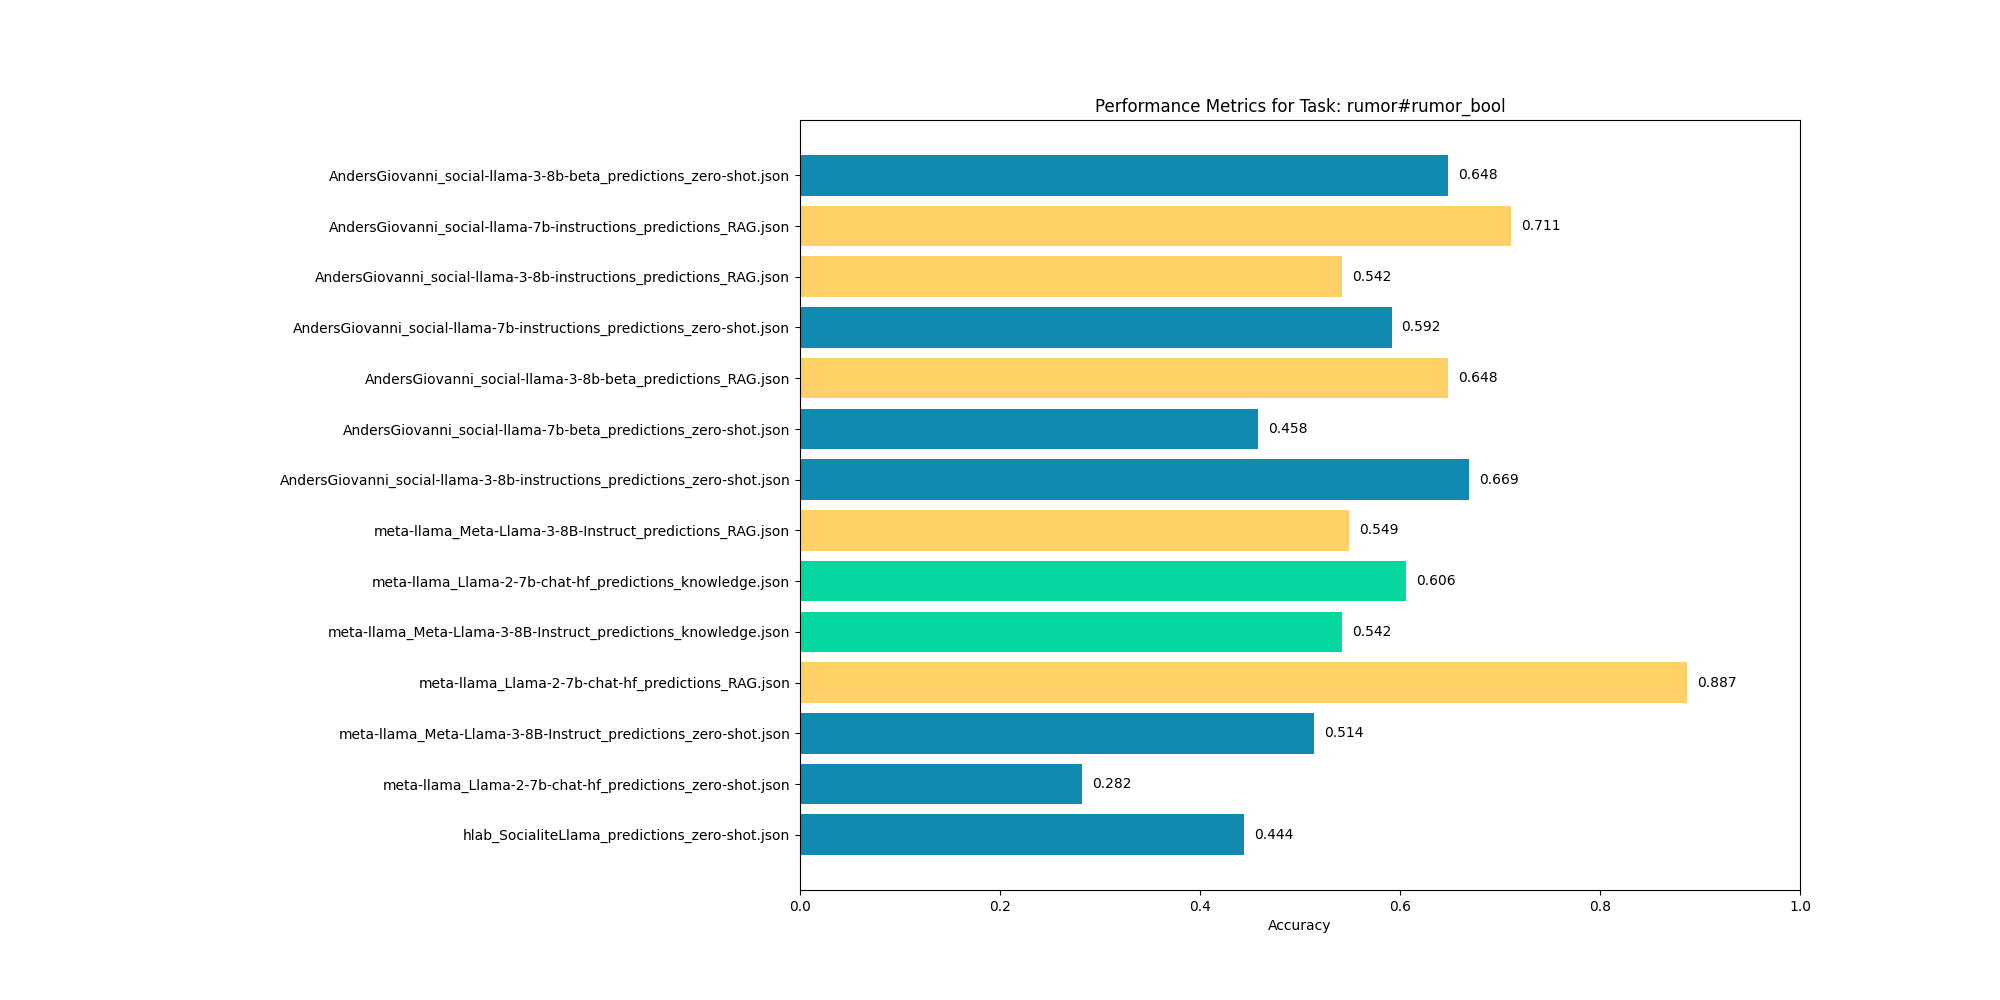 Performance Metrics for Task: rumor#rumor_bool
AndersGiovanni_social-llama-3-8b-beta_predictions_zero-shot.json 0.648
AndersGiovanni_social-llama-7b-instructions_predictions_RAG.json 0.711
AndersGiovanni_social-llama-3-8b-instructions_predictions_RAG.json 0.542
AndersGiovanni_social-llama-7b-instructions_predictions_zero-shot.json 0.592
AndersGiovanni_social-llama-3-8b-beta_predictions_RAG.json 0.648
AndersGiovanni_social-llama-7b-beta_predictions_zero-shot.json 0.458
AndersGiovanni_social-llama-3-8b-instructions_predictions_zero-shot.json 0.669
meta-llama_Meta-Llama-3-8B-Instruct_predictions_RAG.json 0.549
meta-llama_Llama-2-7b-chat-hf_predictions_knowledge.json 0.606
meta-llama_Meta-Llama-3-8B-Instruct_predictions_knowledge.json 0.542
meta-llama_Llama-2-7b-chat-hf_predictions_RAG.json 0.887
meta-llama_Meta-Llama-3-8B-Instruct_predictions_zero-shot.json 0.514
meta-llama_Llama-2-7b-chat-hf_predictions_zero-shot.json 0.282
hlab_SocialiteLlama_predictions_zero-shot.json 0.444
0.0 0.2 0.4 0.6 0.8 1.0
Accuracy